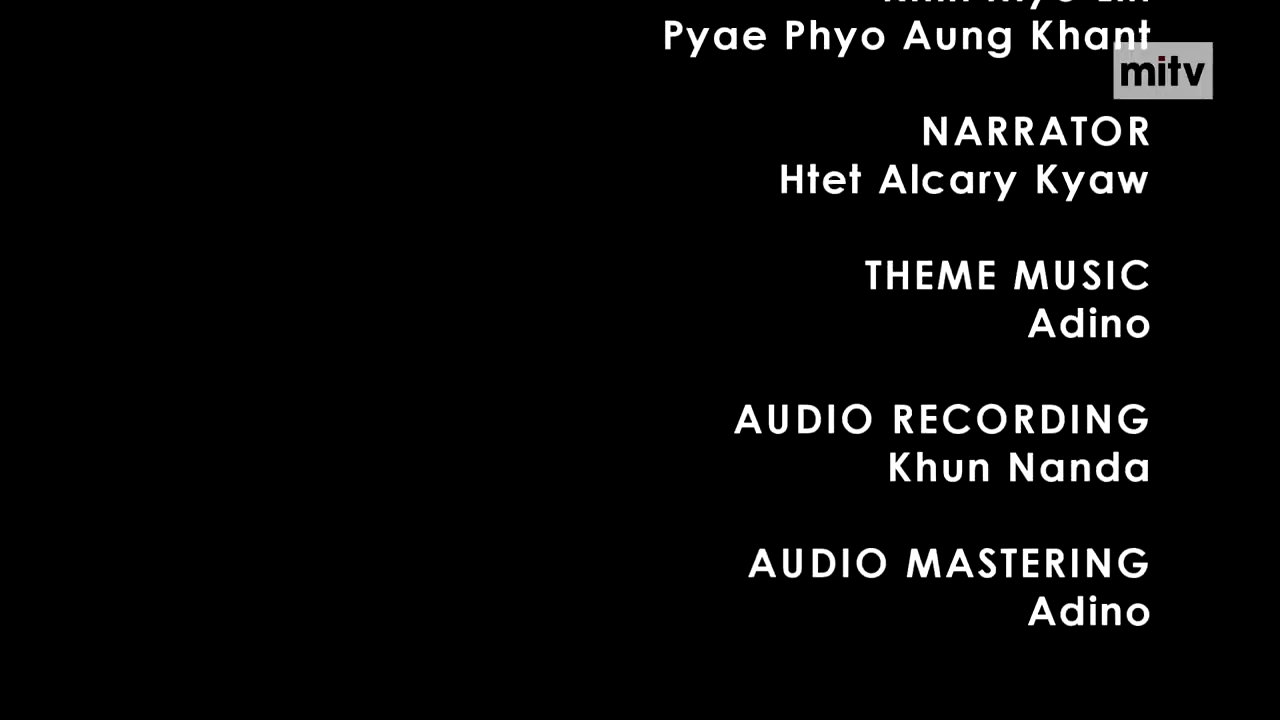 Pyae Phyo Aung Khant
mitv
NARRATOR
Htet Alcary Kyaw
THEME MUSIC
Adino
AUDIO RECORDING
Khun Nanda
AUDIO MASTERING
Adino